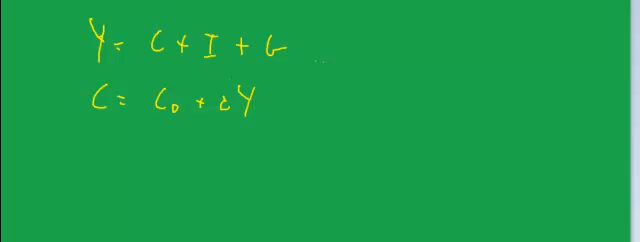 Y = C + I + G
C = C₀ + cY